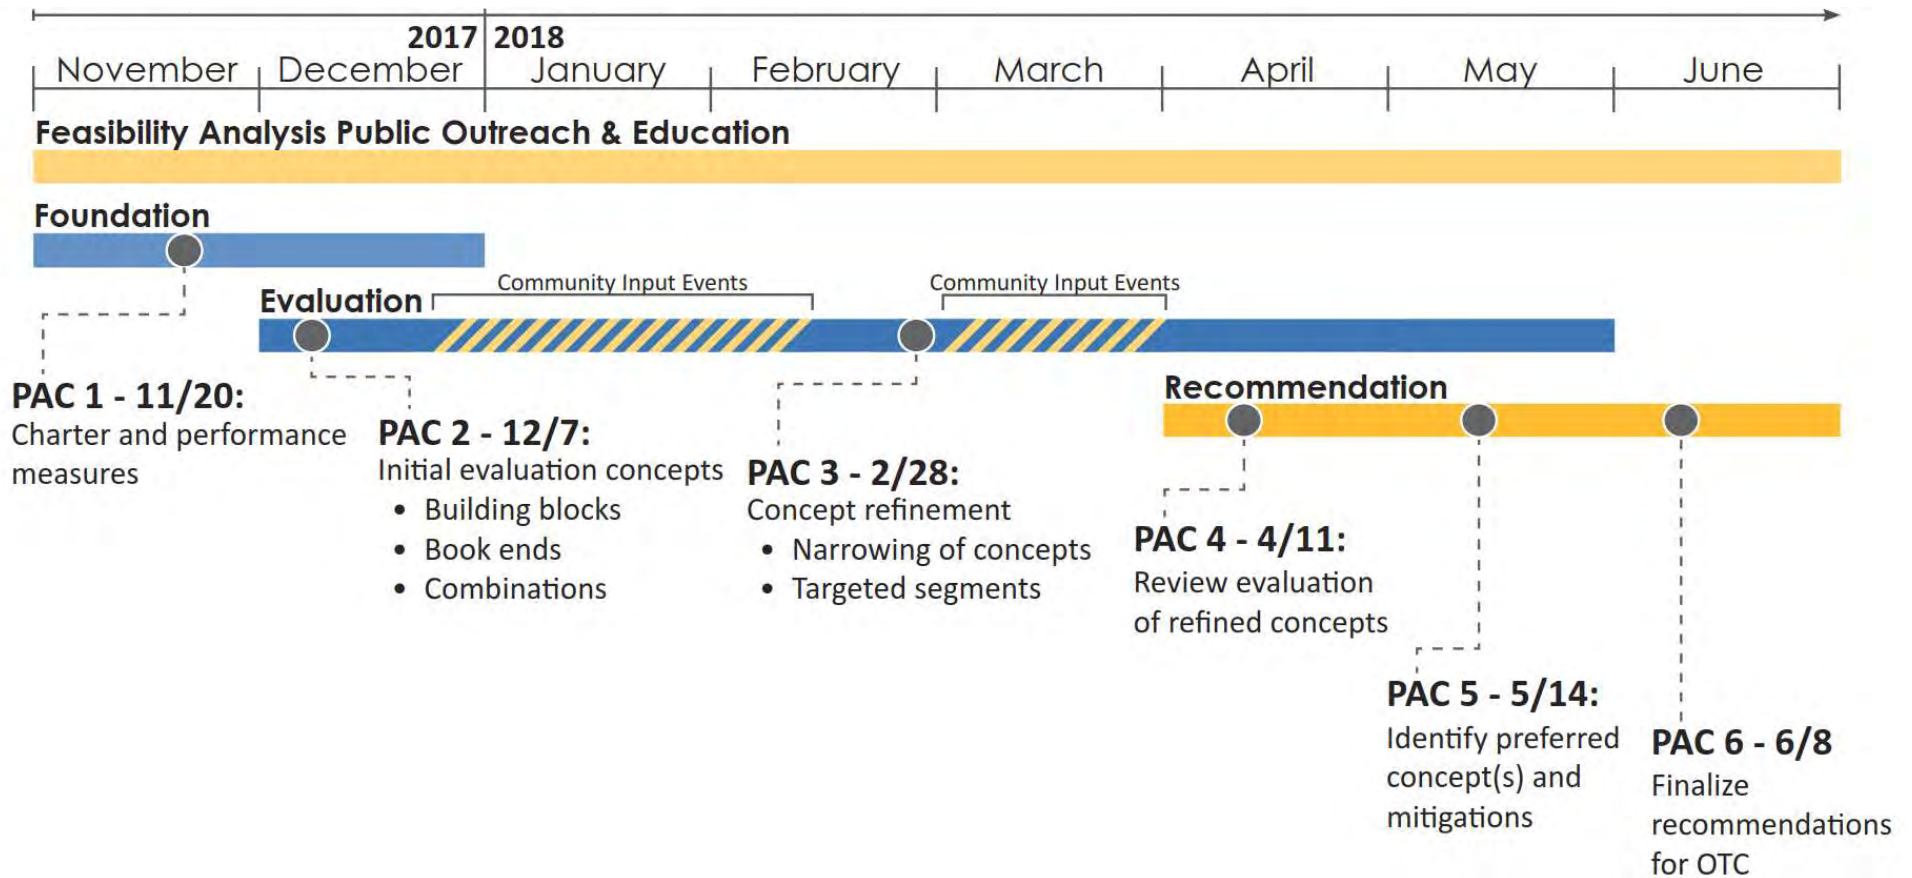 2017 2018
November December January February March April May June
Feasibility Analysis Public Outreach & Education
Foundation
Evaluation
Community Input Events
Community Input Events
Recommendation
PAC 1 - 11/20:
Charter and performance
measures
PAC 2 - 12/7:
Initial evaluation concepts
• Building blocks
• Book ends
• Combinations
PAC 3 - 2/28:
Concept refinement
• Narrowing of concepts
• Targeted segments
PAC 4 - 4/11:
Review evaluation
of refined concepts
PAC 5 - 5/14:
Identify preferred
concept(s) and
mitigations
PAC 6 - 6/8
Finalize
recommendations
for OTC